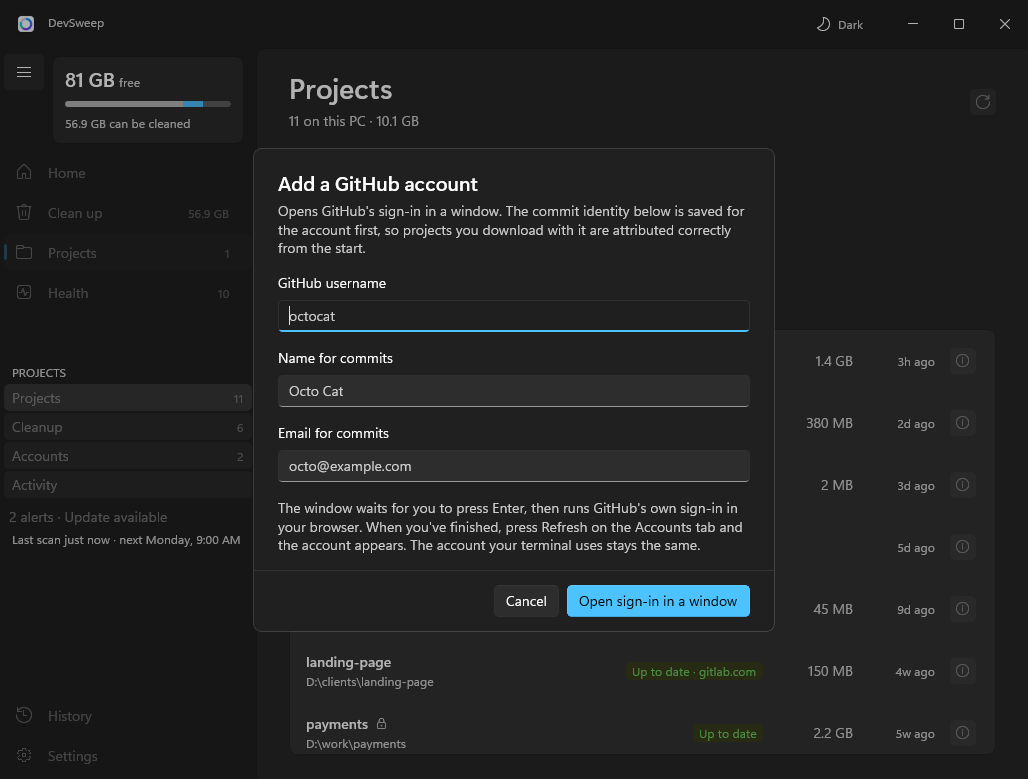 DevSweep
Dark
81 GB free
56.9 GB can be cleaned
Home
Clean up 56.9 GB
Projects 1
Health 10
PROJECTS
Projects 11
Cleanup 6
Accounts 2
Activity
2 alerts · Update available
Last scan just now · next Monday, 9:00 AM
History
Settings
Projects
11 on this PC · 10.1 GB
Add a GitHub account
Opens GitHub's sign-in in a window. The commit identity below is saved for
the account first, so projects you download with it are attributed correctly
from the start.
GitHub username
octocat
Name for commits
Octo Cat
Email for commits
octo@example.com
The window waits for you to press Enter, then runs GitHub's own sign-in in
your browser. When you've finished, press Refresh on the Accounts tab and
the account appears. The account your terminal uses stays the same.
Cancel
Open sign-in in a window
1.4 GB 3h ago
380 MB 2d ago
2 MB 3d ago
5d ago
45 MB 9d ago
landing-page
D:\clients\landing-page
Up to date · gitlab.com 150 MB 4w ago
payments
D:\work\payments
Up to date 2.2 GB 5w ago